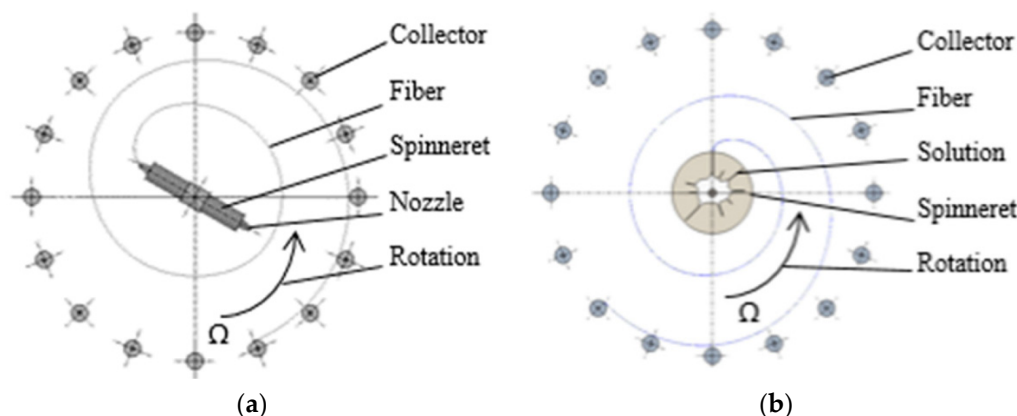 Collector
Fiber
Spinneret
Nozzle
Rotation
Ω
(a)
Collector
Fiber
Solution
Spinneret
Rotation
Ω
(b)